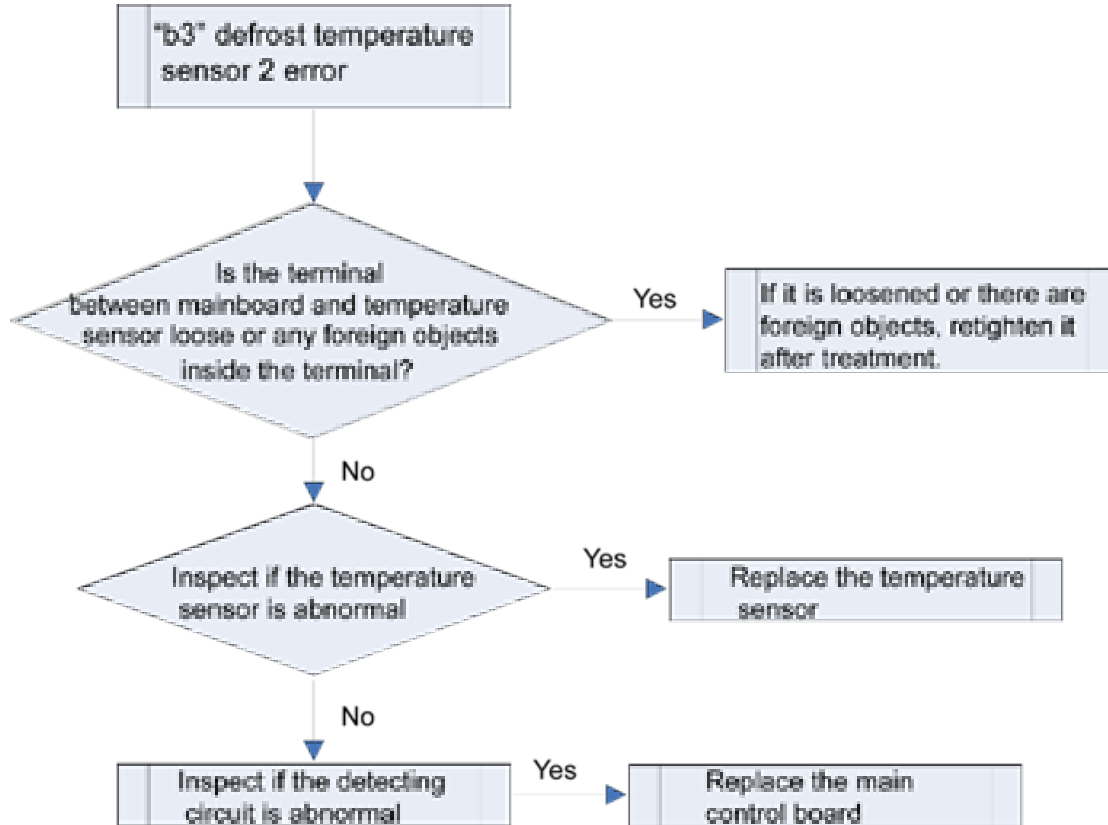 "b3" defrost temperature
sensor 2 error
Is the terminal
between mainboard and temperature
sensor loose or any foreign objects
inside the terminal?
Yes
If it is loosened or there are
foreign objects, retighten it
after treatment.
No
Inspect if the temperature
sensor is abnormal
Yes
Replace the temperature
sensor
No
Inspect if the detecting
circuit is abnormal
Yes
Replace the main
control board